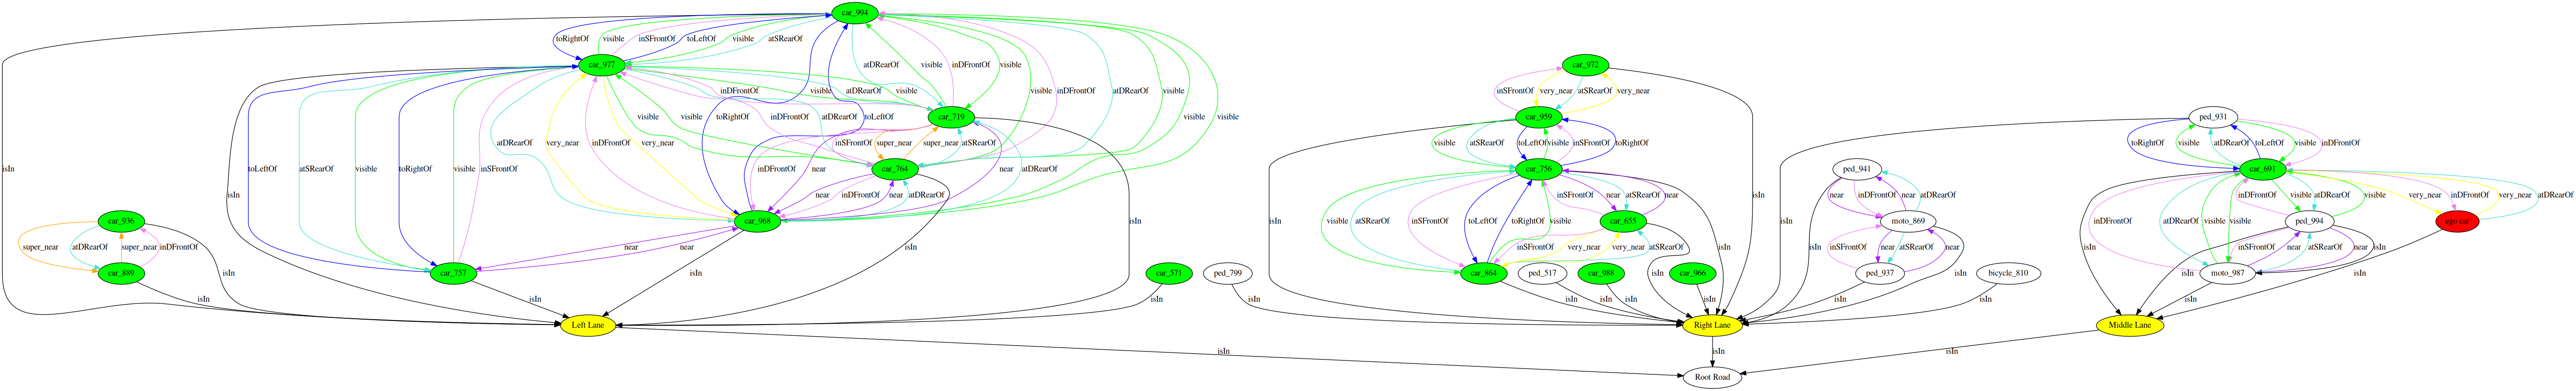 car_994
toRightOf visible inSFrontOf toLeftOf visible atSRearOf
car_977 car_972
atDRearOf visible visible inDFrontOf visible inDFrontOf atDRearOf visible
inDFrontOf visible atDRearOf visible inSFrontOf very_near atSRearOf very_near
toRightOf toLeftOf visible visible
car_719 car_959 ped_931
atDRearOf very_near inDFrontOf very_near visible atDRearOf inSFrontOf super_near super_near atSRearOf visible atSRearOf toLeftOf visible inSFrontOf toRightOf toRightOf visible atDRearOf toLeftOf visible inDFrontOf
isIn toLeftOf atSRearOf visible toRightOf visible inSFrontOf car_764 atDRearOf car_756 ped_941 car_691
inDFrontOf near near inDFrontOf atDRearOf near inSFrontOf near atSRearOf near near inDFrontOf near atDRearOf inDFrontOf atDRearOf visible visible visible inDFrontOf atDRearOf visible very_near inDFrontOf very_near atDRearOf
car_936 car_968 car_655 moto_869 ped_994 ego car
super_near atDRearOf super_near inDFrontOf near near isIn isIn isIn visible atSRearOf inSFrontOf toLeftOf toRightOf visible inSFrontOf very_near very_near atSRearOf isIn isIn isIn isIn inSFrontOf near atSRearOf near isIn inSFrontOf near atSRearOf near isIn
car_889 car_757 car_571 ped_799 car_864 ped_517 car_988 car_966 ped_937 bicycle_810 moto_987
isIn isIn isIn isIn isIn isIn isIn isIn isIn isIn isIn isIn isIn isIn isIn
Left Lane Right Lane Middle Lane
isIn isIn isIn
Root Road